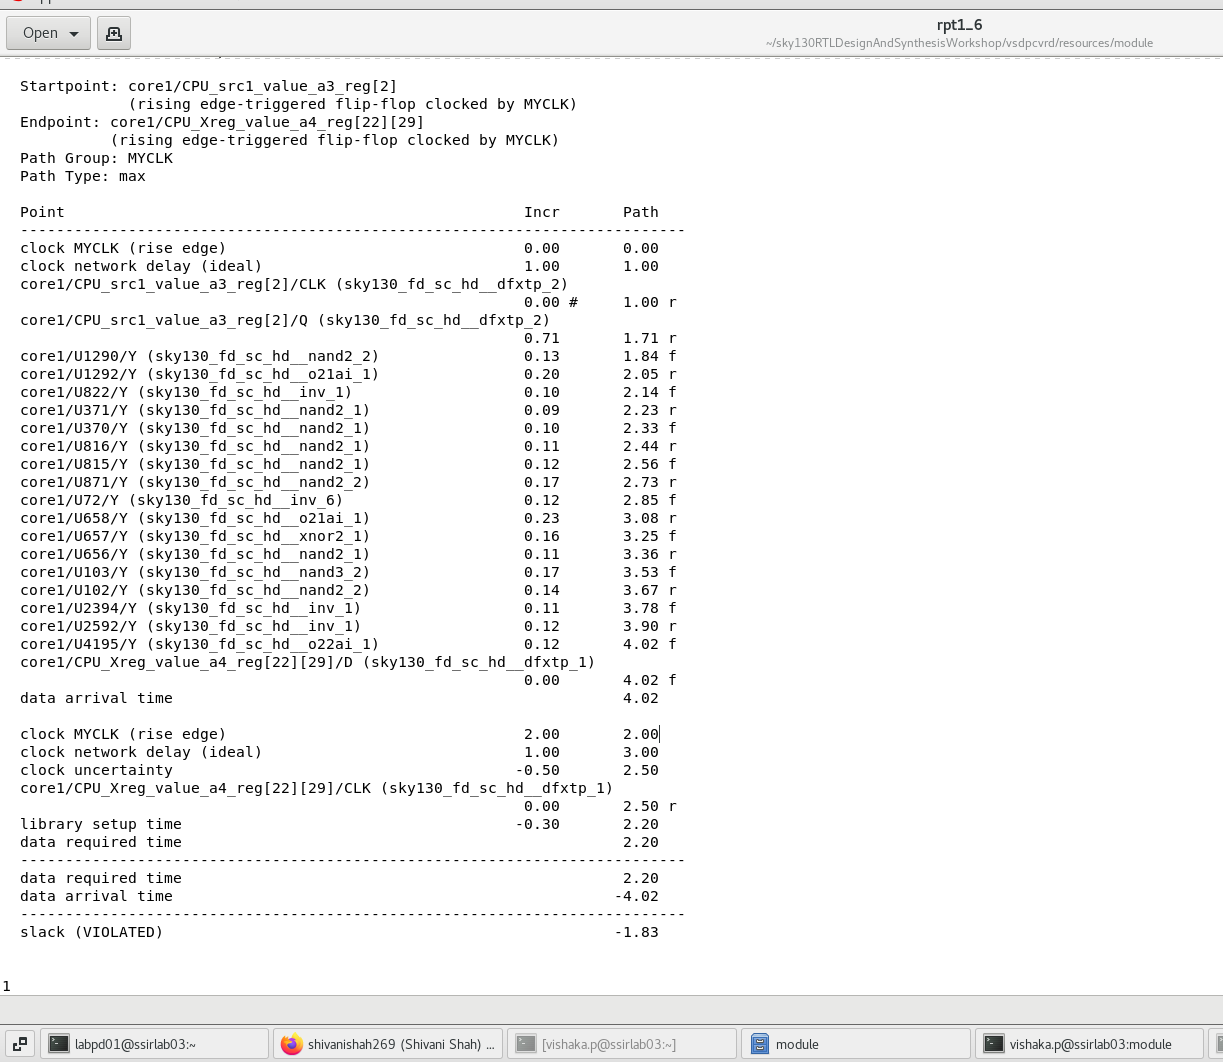 Open
rpt1_6
~/sky130RTLDesignAndSynthesisWorkshop/vsdpcvrd/resources/module
Startpoint: core1/CPU_src1_value_a3_reg[2]
(rising edge-triggered flip-flop clocked by MYCLK)
Endpoint: core1/CPU_Xreg_value_a4_reg[22][29]
(rising edge-triggered flip-flop clocked by MYCLK)
Path Group: MYCLK
Path Type: max
Point Incr Path
--------------------------------------------------------------------------
clock MYCLK (rise edge) 0.00 0.00
clock network delay (ideal) 1.00 1.00
core1/CPU_src1_value_a3_reg[2]/CLK (sky130_fd_sc_hd__dfxtp_2)
0.00 # 1.00 r
core1/CPU_src1_value_a3_reg[2]/Q (sky130_fd_sc_hd__dfxtp_2)
0.71 1.71 r
core1/U1290/Y (sky130_fd_sc_hd__nand2_2) 0.13 1.84 f
core1/U1292/Y (sky130_fd_sc_hd__o21ai_1) 0.20 2.05 r
core1/U822/Y (sky130_fd_sc_hd__inv_1) 0.10 2.14 f
core1/U371/Y (sky130_fd_sc_hd__nand2_1) 0.09 2.23 r
core1/U370/Y (sky130_fd_sc_hd__nand2_1) 0.10 2.33 f
core1/U816/Y (sky130_fd_sc_hd__nand2_1) 0.11 2.44 r
core1/U815/Y (sky130_fd_sc_hd__nand2_1) 0.12 2.56 f
core1/U871/Y (sky130_fd_sc_hd__nand2_2) 0.17 2.73 r
core1/U72/Y (sky130_fd_sc_hd__inv_6) 0.12 2.85 f
core1/U658/Y (sky130_fd_sc_hd__o21ai_1) 0.23 3.08 r
core1/U657/Y (sky130_fd_sc_hd__xnor2_1) 0.16 3.25 f
core1/U656/Y (sky130_fd_sc_hd__nand2_1) 0.11 3.36 r
core1/U103/Y (sky130_fd_sc_hd__nand3_2) 0.17 3.53 f
core1/U102/Y (sky130_fd_sc_hd__nand2_2) 0.14 3.67 r
core1/U2394/Y (sky130_fd_sc_hd__inv_1) 0.11 3.78 f
core1/U2592/Y (sky130_fd_sc_hd__inv_1) 0.12 3.90 r
core1/U4195/Y (sky130_fd_sc_hd__o22ai_1) 0.12 4.02 f
core1/CPU_Xreg_value_a4_reg[22][29]/D (sky130_fd_sc_hd__dfxtp_1)
0.00 4.02 f
data arrival time 4.02
clock MYCLK (rise edge) 2.00 2.00
clock network delay (ideal) 1.00 3.00
clock uncertainty -0.50 2.50
core1/CPU_Xreg_value_a4_reg[22][29]/CLK (sky130_fd_sc_hd__dfxtp_1)
0.00 2.50 r
library setup time -0.30 2.20
data required time 2.20
--------------------------------------------------------------------------
data required time 2.20
data arrival time -4.02
--------------------------------------------------------------------------
slack (VIOLATED) -1.83
1
labpd01@ssirlab03:~
shivanishah269 (Shivani Shah) ...
[vishaka.p@ssirlab03:~]
module
vishaka.p@ssirlab03:module